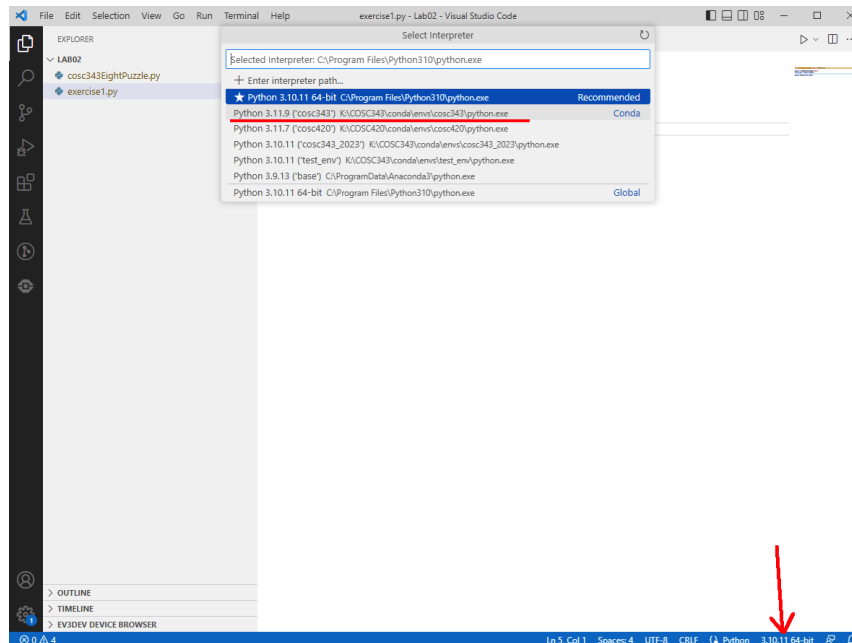 File Edit Selection View Go Run Terminal Help exercise1.py - Lab02 - Visual Studio Code
EXPLORER
LAB02
cosc343EightPuzzle.py
exercise1.py
Select Interpreter
Selected Interpreter: C:\Program Files\Python310\python.exe
+ Enter interpreter path...
★ Python 3.10.11 64-bit C:\Program Files\Python310\python.exe Recommended
Python 3.11.9 ('cosc343') K:\COSC343\conda\envs\cosc343\python.exe Conda
Python 3.11.7 ('cosc420') K:\COSC420\conda\envs\cosc420\python.exe
Python 3.10.11 ('cosc343_2023') K:\COSC343\conda\envs\cosc343_2023\python.exe
Python 3.10.11 ('test_env') K:\COSC343\conda\envs\test_env\python.exe
Python 3.9.13 ('base') C:\ProgramData\Anaconda3\python.exe
Python 3.10.11 64-bit C:\Program Files\Python310\python.exe Global
OUTLINE
TIMELINE
EV3DEV DEVICE BROWSER
1
0 4 Ln 5, Col 1 Spaces: 4 UTF-8 CRLF Python 3.10.11 64-bit